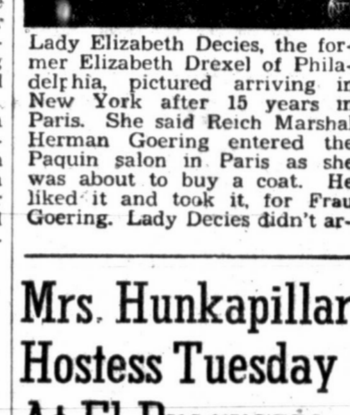 Lady Elizabeth Decies, the for-
mer Elizabeth Drexel of Phila-
delphia, pictured arriving in
New York after 15 years in
Paris. She said Reich Marshal
Herman Goering entered the
Paquin salon in Paris as she
was about to buy a coat. He
liked it and took it, for Frau
Goering. Lady Decies didn't ar-
Mrs. Hunkapillar
Hostess Tuesday
At El